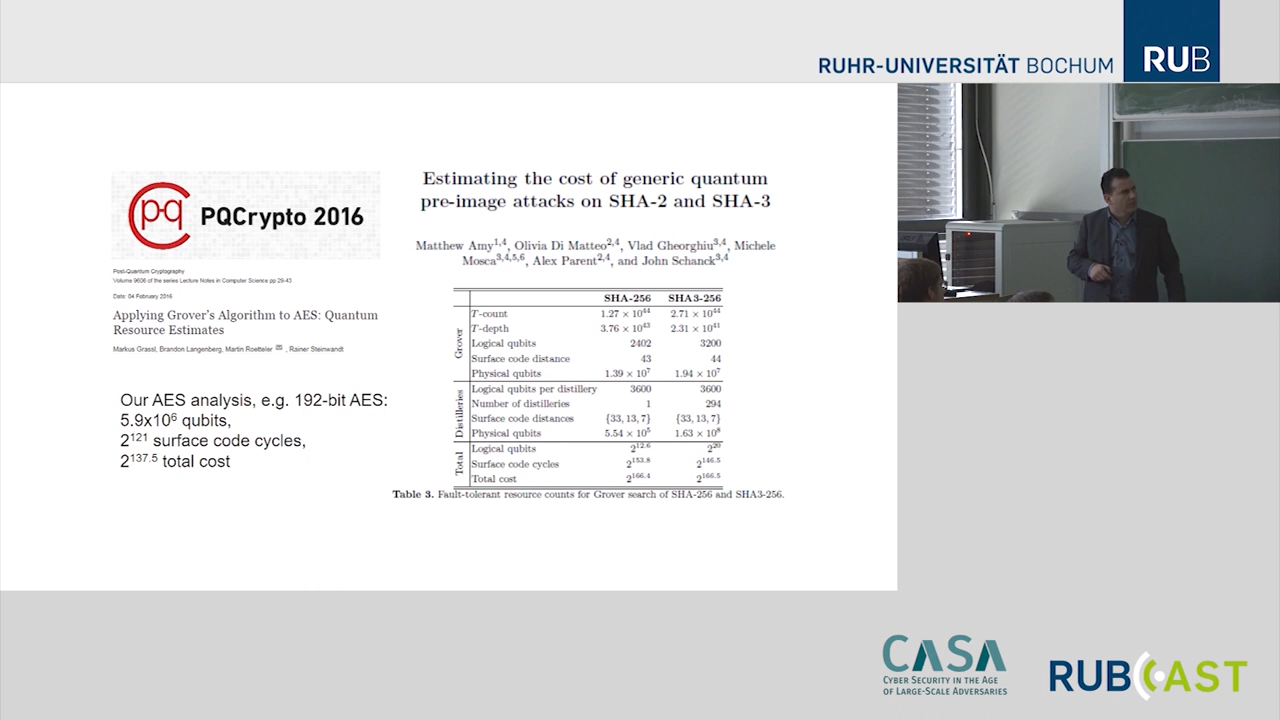 RUHR-UNIVERSITÄT BOCHUM
RUB
p-q
PQCrypto 2016
Post-Quantum Cryptography
Volume 9606 of the series Lecture Notes in Computer Science pp 29-43
Date: 04 February 2016
Applying Grover's Algorithm to AES: Quantum
Resource Estimates
Markus Grassl, Brandon Langenberg, Martin Roetteler ✉, Rainer Steinwandt
Our AES analysis, e.g. 192-bit AES:
5.9x10⁶ qubits,
2¹²¹ surface code cycles,
2¹³⁷·⁵ total cost
Estimating the cost of generic quantum
pre-image attacks on SHA-2 and SHA-3
Matthew Amy¹,⁴, Olivia Di Matteo²,⁴, Vlad Gheorghiu³,⁴, Michele
Mosca³,⁴,⁵,⁶, Alex Parent²,⁴, and John Schanck³,⁴
SHA-256 SHA3-256
Grover
T-count 1.27 × 10⁴⁴ 2.71 × 10⁴⁴
T-depth 3.76 × 10⁴³ 2.31 × 10⁴¹
Logical qubits 2402 3200
Surface code distance 43 44
Physical qubits 1.39 × 10⁷ 1.94 × 10⁷
Distilleries
Logical qubits per distillery 3600 3600
Number of distilleries 1 294
Surface code distances {33, 13, 7} {33, 13, 7}
Physical qubits 5.54 × 10⁵ 1.63 × 10⁸
Total
Logical qubits 2¹²·⁶ 2²⁰
Surface code cycles 2¹⁵³·⁸ 2¹⁴⁶·⁵
Total cost 2¹⁶⁶·⁴ 2¹⁶⁶·⁵
Table 3. Fault-tolerant resource counts for Grover search of SHA-256 and SHA3-256.
CASA
CYBER SECURITY IN THE AGE
OF LARGE-SCALE ADVERSARIES
RUBCAST